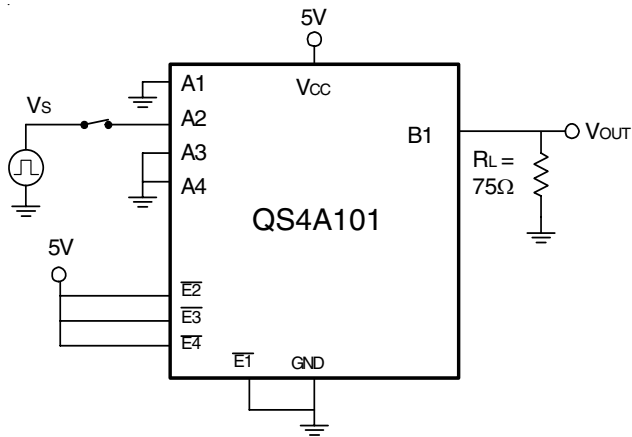 5V
A1
VCC
VS
A2
B1
VOUT
A3
RL =
75Ω
A4
QS4A101
5V
E2
E3
E4
E1
GND